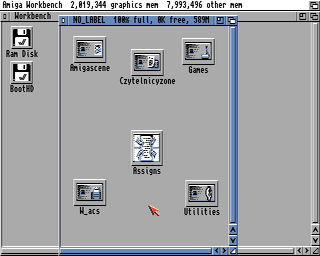 Amiga Workbench 2,019,344 graphics mem 7,993,496 other mem
Workbench
NO_LABEL 100% full, 0K free, 589M
Ram Disk
BootHD
Amigascene
Czytelnicyzone
Games
Assigns
W_acs
Utilities